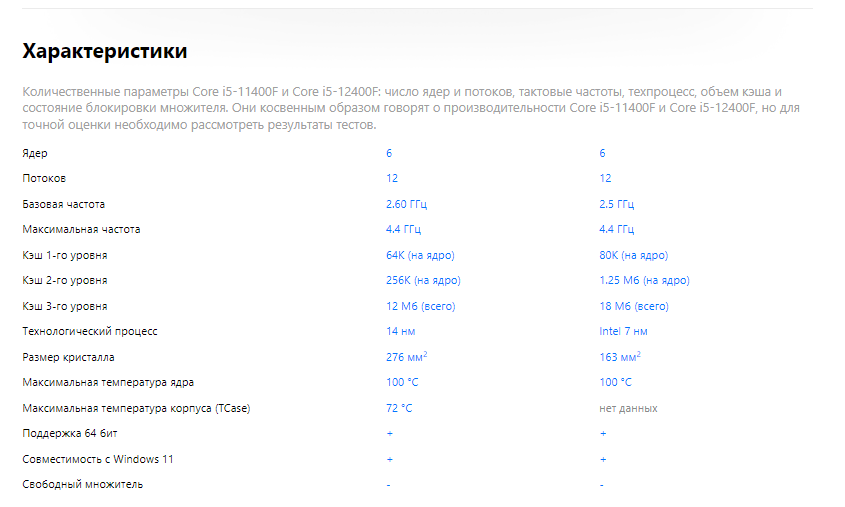 Характеристики
Количественные параметры Core i5-11400F и Core i5-12400F: число ядер и потоков, тактовые частоты, техпроцесс, объем кэша и
состояние блокировки множителя. Они косвенным образом говорят о производительности Core i5-11400F и Core i5-12400F, но для
точной оценки необходимо рассмотреть результаты тестов.
Ядер 6 6
Потоков 12 12
Базовая частота 2.60 ГГц 2.5 ГГц
Максимальная частота 4.4 ГГц 4.4 ГГц
Кэш 1-го уровня 64K (на ядро) 80K (на ядро)
Кэш 2-го уровня 256K (на ядро) 1.25 Мб (на ядро)
Кэш 3-го уровня 12 Мб (всего) 18 Мб (всего)
Технологический процесс 14 нм Intel 7 нм
Размер кристалла 276 мм² 163 мм²
Максимальная температура ядра 100 °C 100 °C
Максимальная температура корпуса (TCase) 72 °C нет данных
Поддержка 64 бит + +
Совместимость с Windows 11 + +
Свободный множитель - -